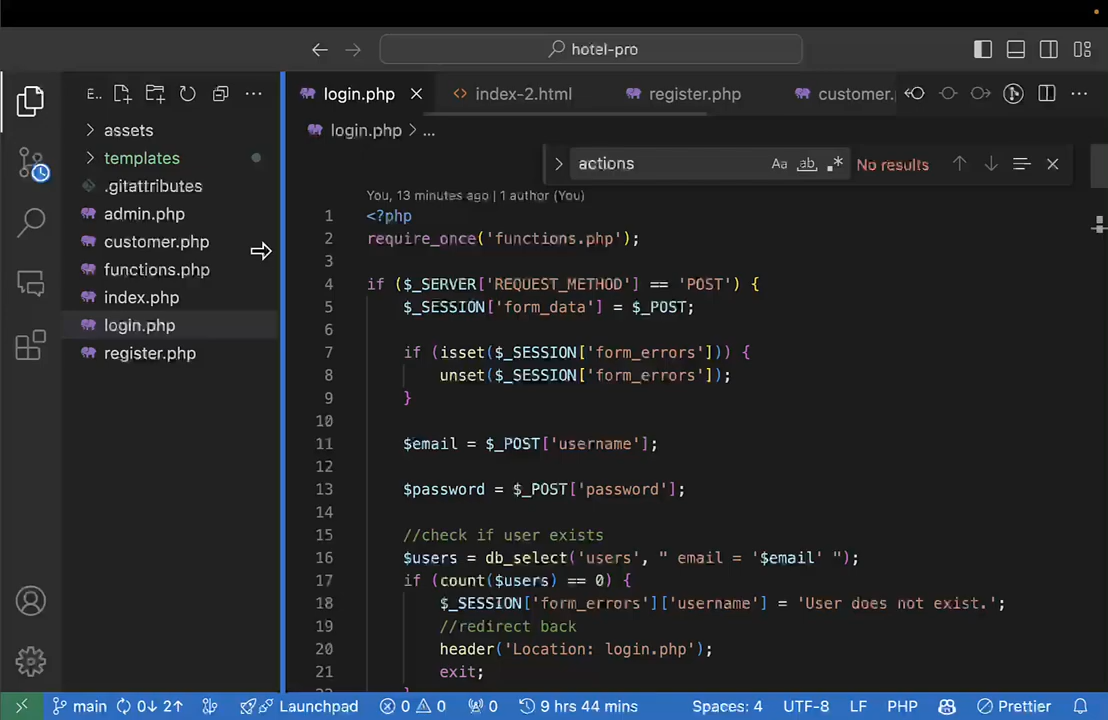 hotel-pro
E..
login.php
index-2.html
register.php
customer.
assets
templates
.gitattributes
admin.php
customer.php
functions.php
index.php
login.php
register.php
login.php > ...
actions
Aa
ab
No results
You, 13 minutes ago | 1 author (You)
1 <?php
2 require_once('functions.php');
3
4 if ($_SERVER['REQUEST_METHOD'] == 'POST') {
5 $_SESSION['form_data'] = $_POST;
6
7 if (isset($_SESSION['form_errors'])) {
8 unset($_SESSION['form_errors']);
9 }
10
11 $email = $_POST['username'];
12
13 $password = $_POST['password'];
14
15 //check if user exists
16 $users = db_select('users', " email = '$email' ");
17 if (count($users) == 0) {
18 $_SESSION['form_errors']['username'] = 'User does not exist.';
19 //redirect back
20 header('Location: login.php');
21 exit;
main 0↓ 2↑ Launchpad 0 0 0 9 hr 44 mins Spaces: 4 UTF-8 LF PHP Prettier